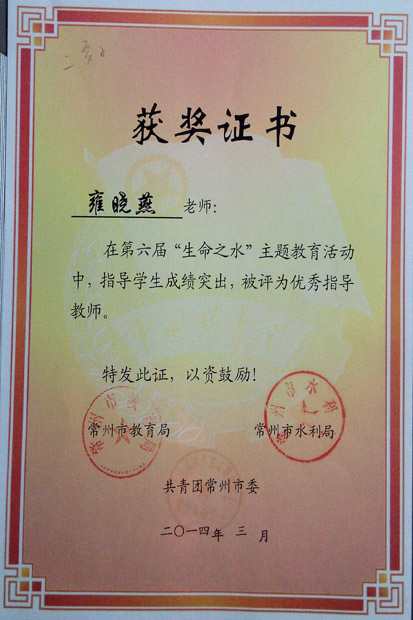 获奖证书
雍晓燕 老师:
在第六届“生命之水”主题教育活动
中,指导学生成绩突出,被评为优秀指导
教师。
特发此证,以资鼓励!
常州市教育局 常州市水利局
共青团常州市委
二〇一四年 三 月